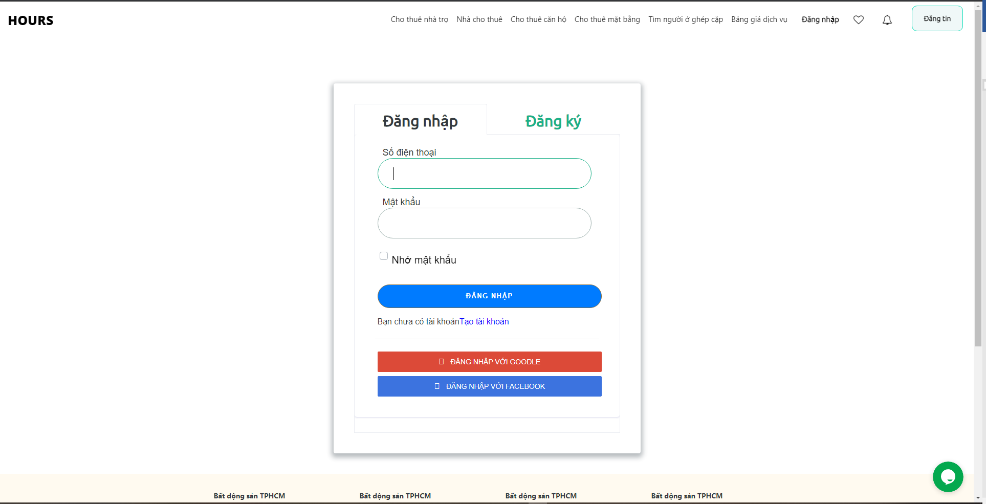 HOURS
Cho thuê nhà trọ Nhà cho thuê Cho thuê căn hộ Cho thuê mặt bằng Tìm người ở ghép cặp Bảng giá dịch vụ Đăng nhập Đăng tin
Đăng nhập Đăng ký
Số điện thoại
Mật khẩu
Nhớ mật khẩu
ĐĂNG NHẬP
Bạn chưa có tài khoảnTạo tài khoản
ĐĂNG NHẬP VỚI GOOGLE
ĐĂNG NHẬP VỚI FACEBOOK
Bất động sản TPHCM Bất động sản TPHCM Bất động sản TPHCM Bất động sản TPHCM